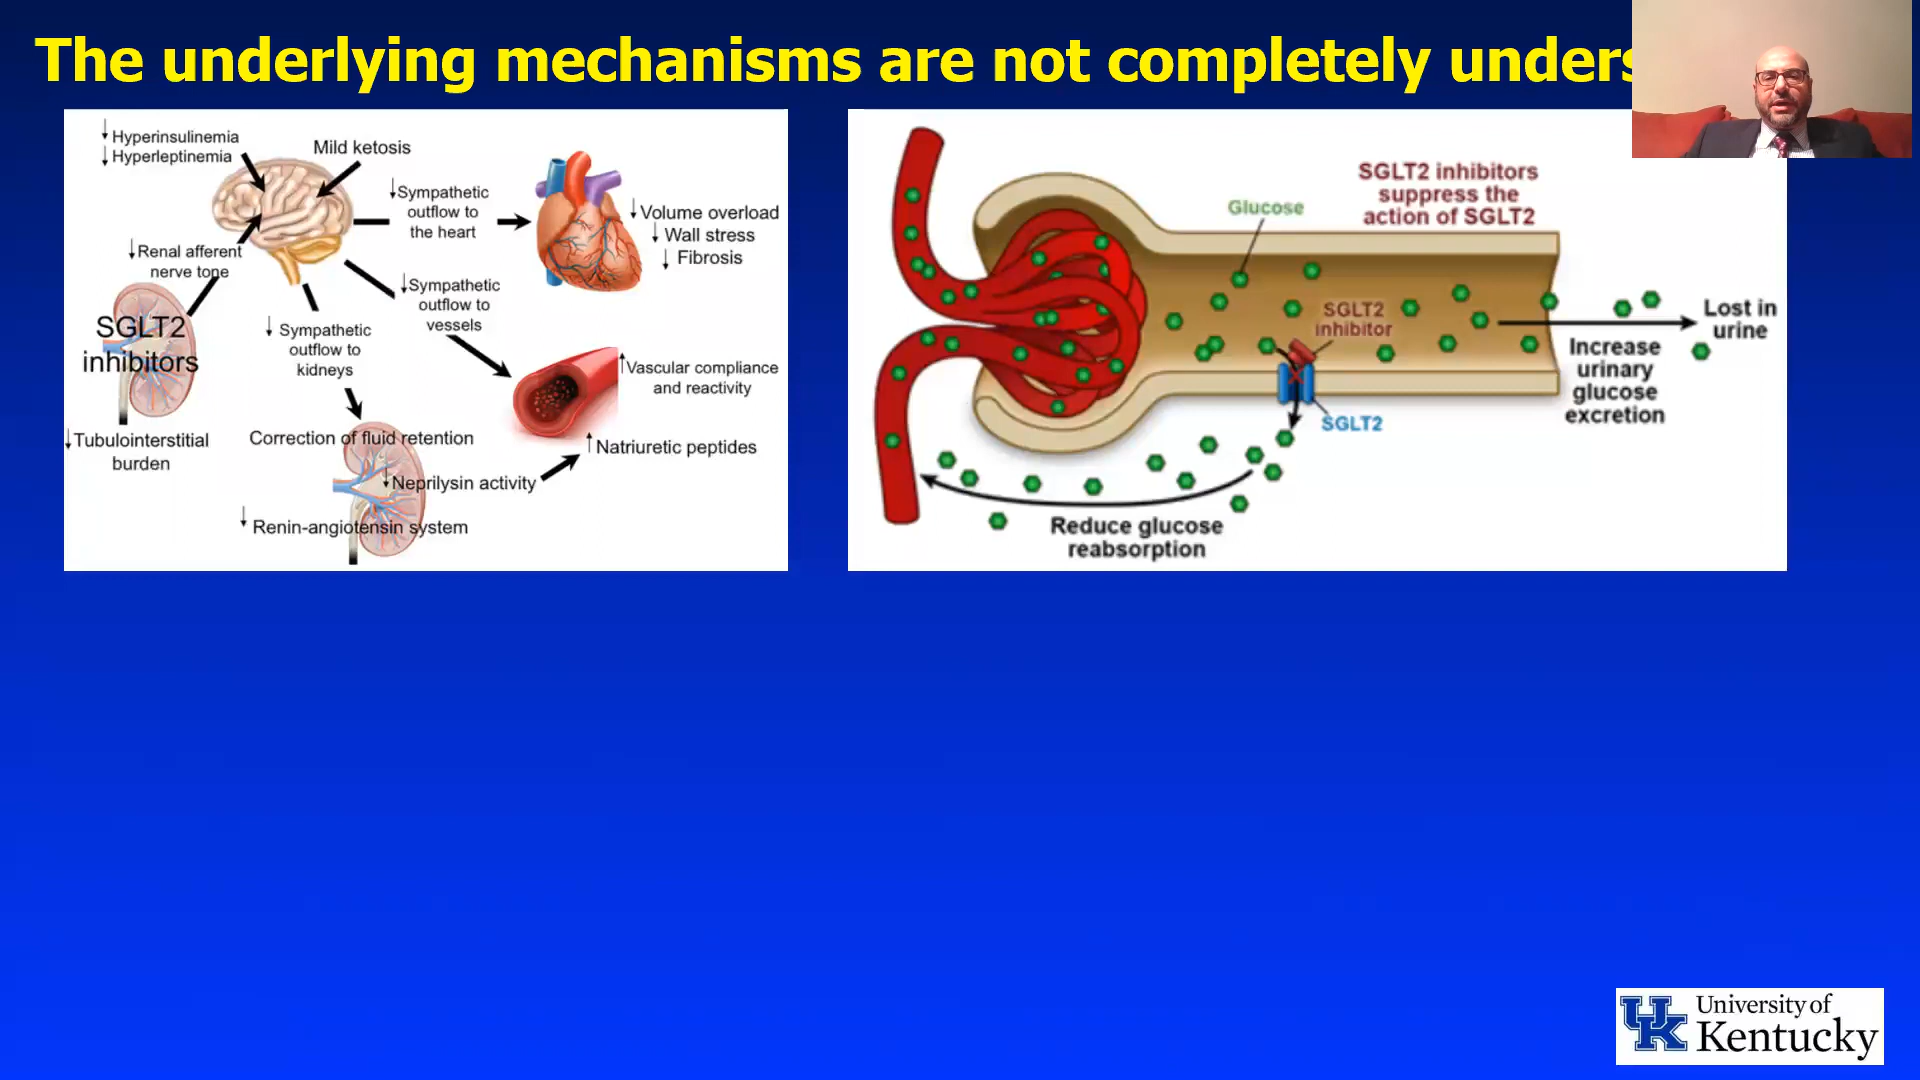 The underlying mechanisms are not completely unders
↓Hyperinsulinemia
↓Hyperleptinemia
Mild ketosis
↓Sympathetic
outflow to
the heart
↓Volume overload
↓Wall stress
↓Fibrosis
↓Renal afferent
nerve tone
↓Sympathetic
outflow to
vessels
SGLT2
inhibitors
↓Sympathetic
outflow to
kidneys
↑Vascular compliance
and reactivity
↓Tubulointerstitial
burden
Correction of fluid retention
↑Natriuretic peptides
↓Neprilysin activity
↓Renin-angiotensin system
SGLT2 inhibitors
suppress the
action of SGLT2
Glucose
SGLT2
inhibitor
Lost in
urine
Increase
urinary
glucose
excretion
SGLT2
Reduce glucose
reabsorption
UK
University of
Kentucky